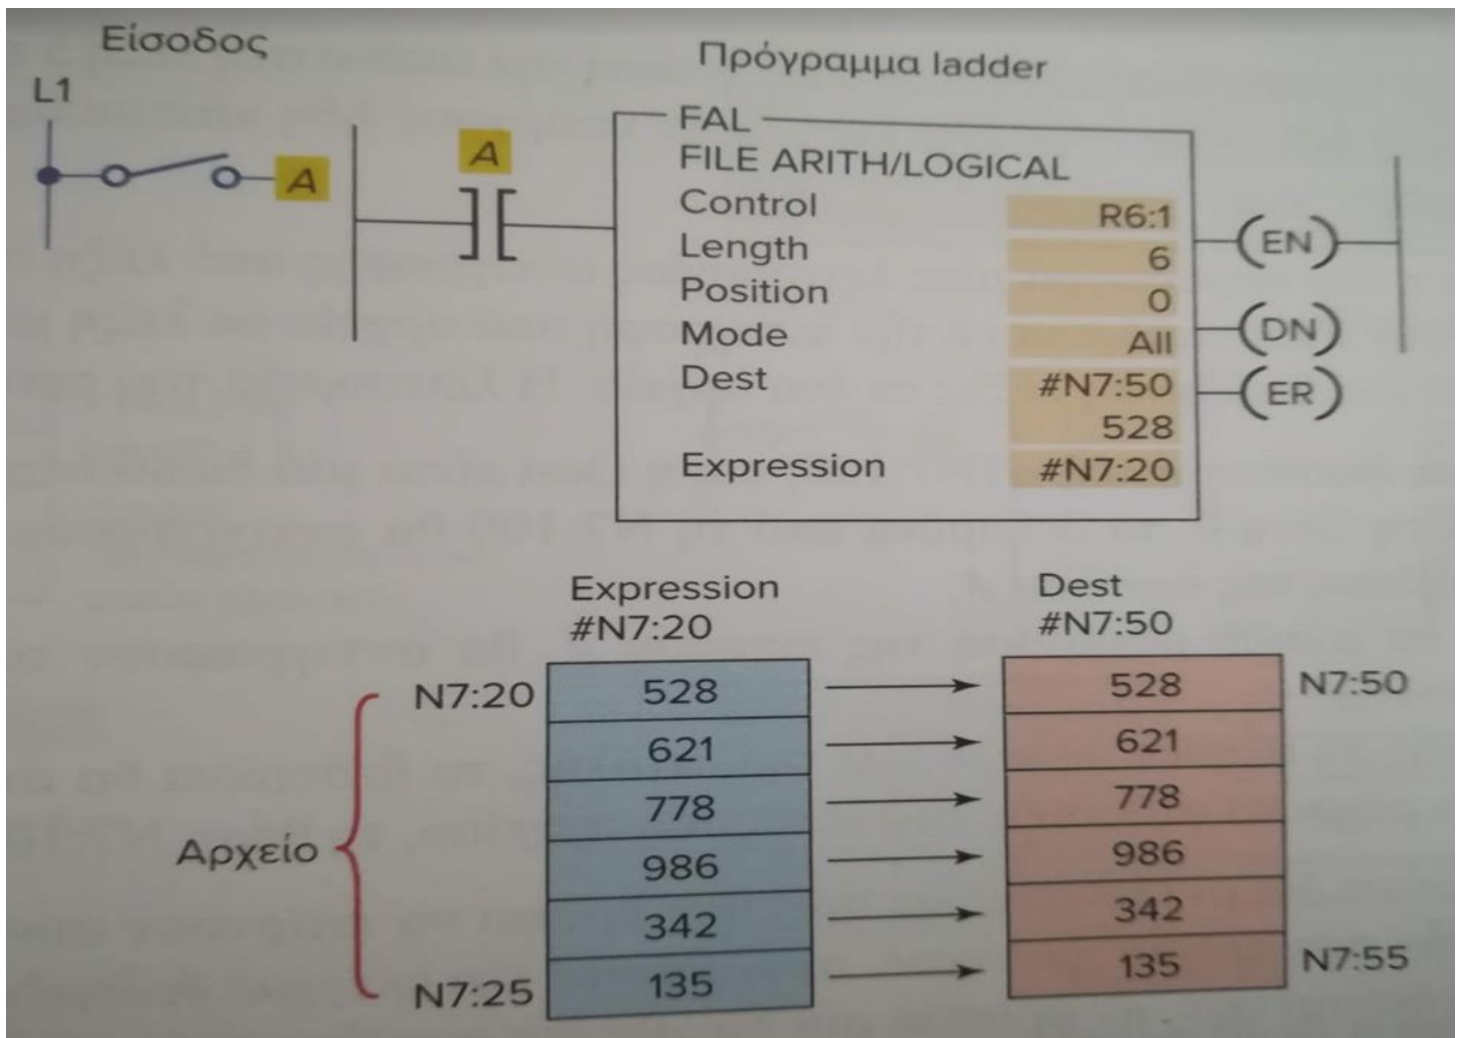 Είσοδος
Πρόγραμμα ladder
L1
A
A
FAL
FILE ARITH/LOGICAL
Control R6:1
Length 6
Position 0
Mode All
Dest #N7:50
528
Expression #N7:20
EN
DN
ER
Expression
#N7:20
Dest
#N7:50
Αρχείο
N7:20 528 528 N7:50
621 621
778 778
986 986
342 342
N7:25 135 135 N7:55